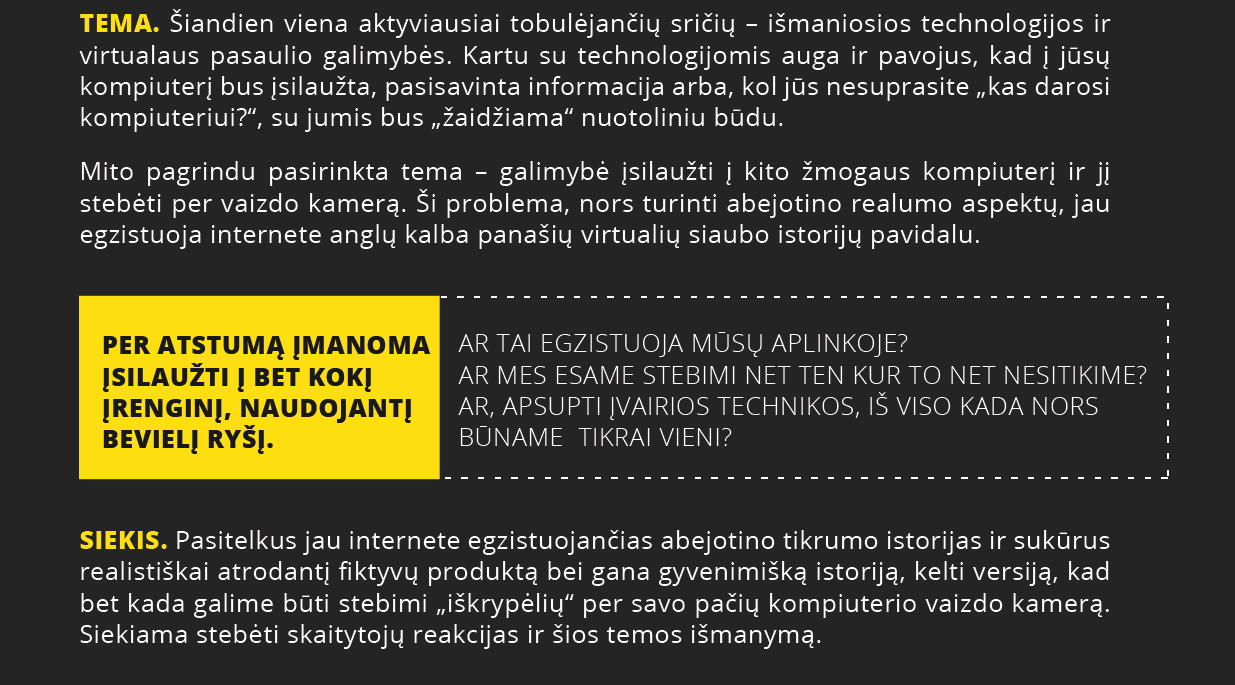 TEMA. Šiandien viena aktyviausiai tobulėjančių sričių – išmaniosios technologijos ir
virtualaus pasaulio galimybės. Kartu su technologijomis auga ir pavojus, kad į jūsų
kompiuterį bus įsilaužta, pasisavinta informacija arba, kol jūs nesuprasite „kas darosi
kompiuteriui?“, su jumis bus „žaidžiama“ nuotoliniu būdu.
Mito pagrindu pasirinkta tema – galimybė įsilaužti į kito žmogaus kompiuterį ir jį
stebėti per vaizdo kamerą. Ši problema, nors turinti abejotino realumo aspektų, jau
egzistuoja internete anglų kalba panašių virtualių siaubo istorijų pavidalu.
PER ATSTUMĄ ĮMANOMA
ĮSILAUŽTI Į BET KOKĮ
ĮRENGINĮ, NAUDOJANTĮ
BEVIELĮ RYŠĮ.
AR TAI EGZISTUOJA MŪSŲ APLINKOJE?
AR MES ESAME STEBIMI NET TEN KUR TO NET NESITIKIME?
AR, APSUPTI ĮVAIRIOS TECHNIKOS, IŠ VISO KADA NORS
BŪNAME  TIKRAI VIENI?
SIEKIS. Pasitelkus jau internete egzistuojančias abejotino tikrumo istorijas ir sukūrus
realistiškai atrodantį fiktyvų produktą bei gana gyvenimišką istoriją, kelti versiją, kad
bet kada galime būti stebimi „iškrypėlių“ per savo pačių kompiuterio vaizdo kamerą.
Siekiama stebėti skaitytojų reakcijas ir šios temos išmanymą.